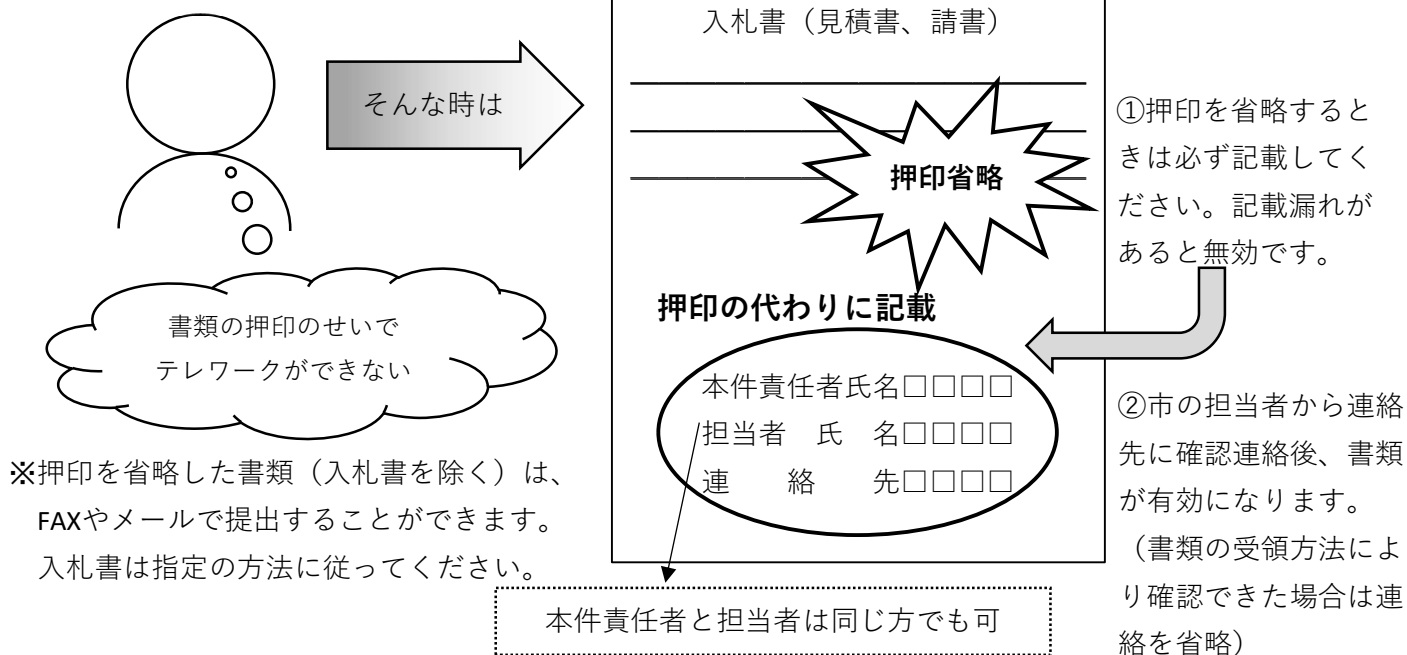 そんな時は
書類の押印のせいで
テレワークができない
※押印を省略した書類（入札書を除く）は、
FAXやメールで提出することができます。
入札書は指定の方法に従ってください。
入札書（見積書、請書）
押印省略
押印の代わりに記載
本件責任者氏名□□□□
担当者　氏　名□□□□
連　　絡　　先□□□□
本件責任者と担当者は同じ方でも可
①押印を省略すると
きは必ず記載してく
ださい。記載漏れが
あると無効です。
②市の担当者から連絡
先に確認連絡後、書類
が有効になります。
（書類の受領方法によ
り確認できた場合は連
絡を省略）